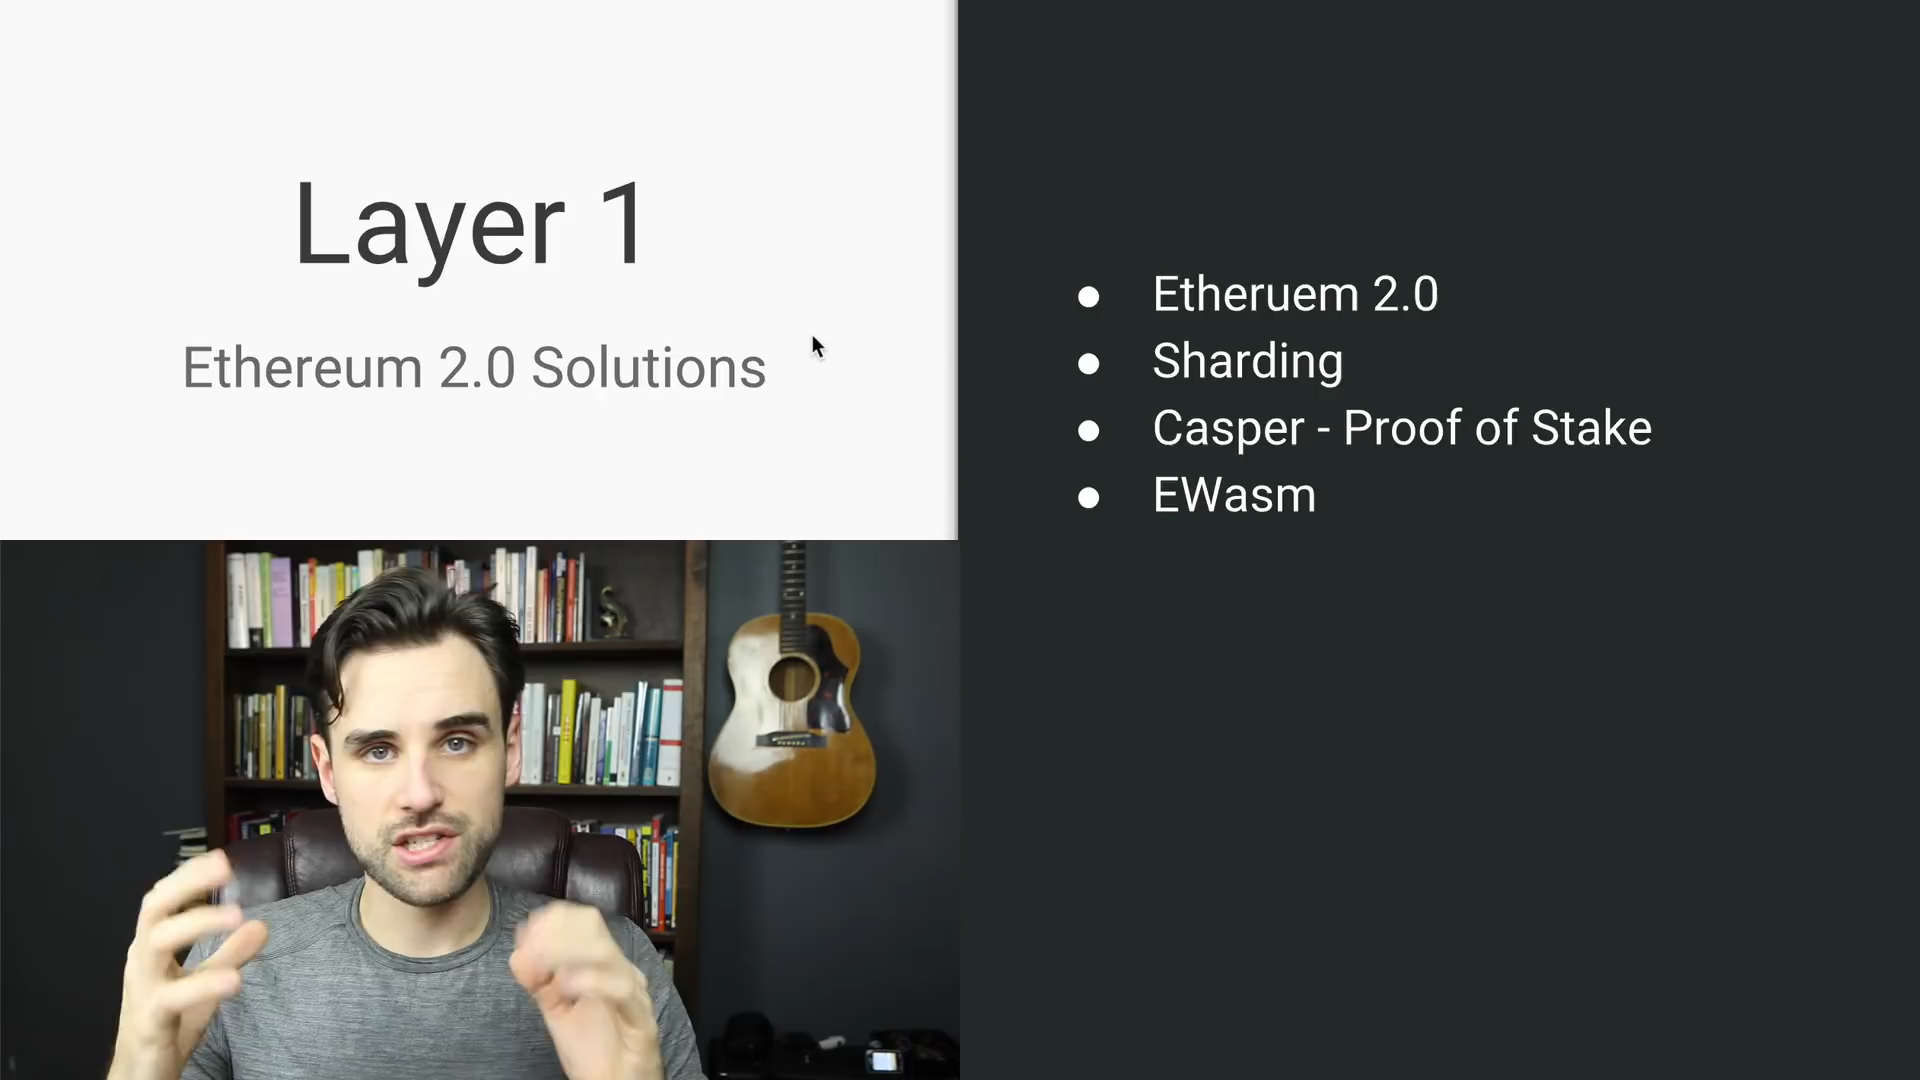 Layer 1
Ethereum 2.0 Solutions
Etheruem 2.0
Sharding
Casper - Proof of Stake
EWasm